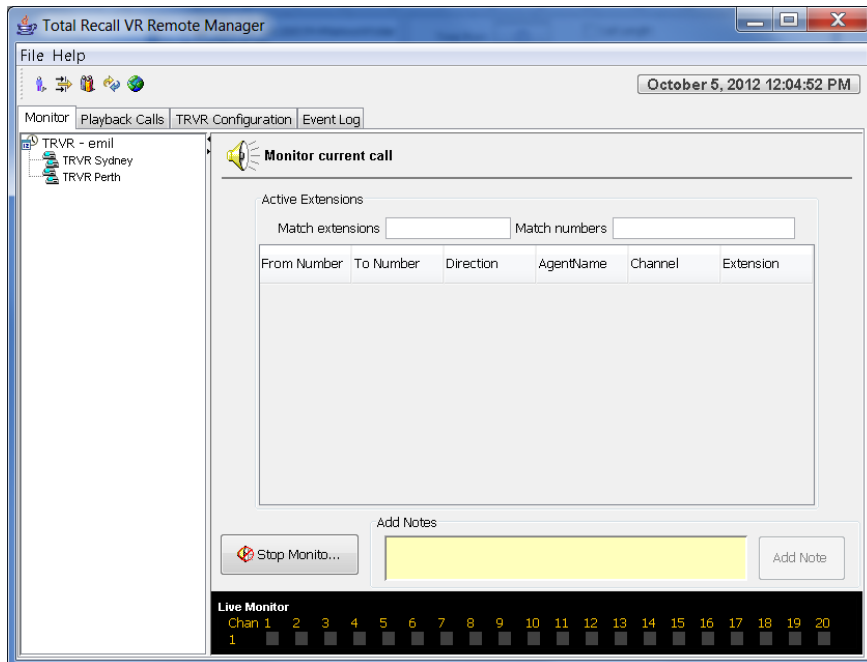 Total Recall VR Remote Manager
File Help
October 5, 2012 12:04:52 PM
Monitor Playback Calls TRVR Configuration Event Log
TRVR - emil
TRVR Sydney
TRVR Perth
Monitor current call
Active Extensions
Match extensions Match numbers
From Number To Number Direction AgentName Channel Extension
Add Notes
Stop Monito...
Add Note
Live Monitor
Chan 1 2 3 4 5 6 7 8 9 10 11 12 13 14 15 16 17 18 19 20
1